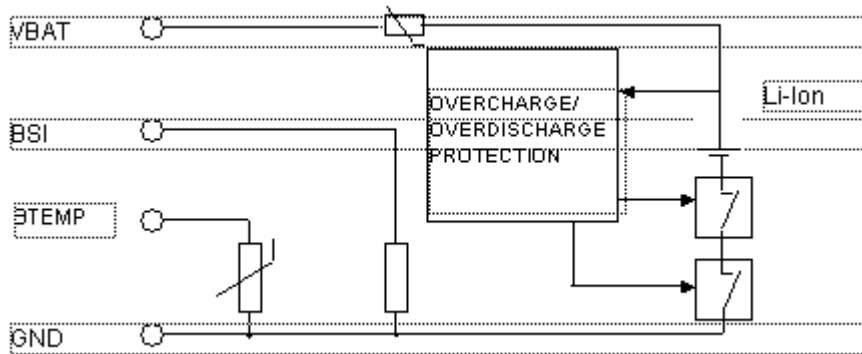 VBAT
Li-Ion
OVERCHARGE/
OVERDISCHARGE
PROTECTION
BSI
BTEMP
GND